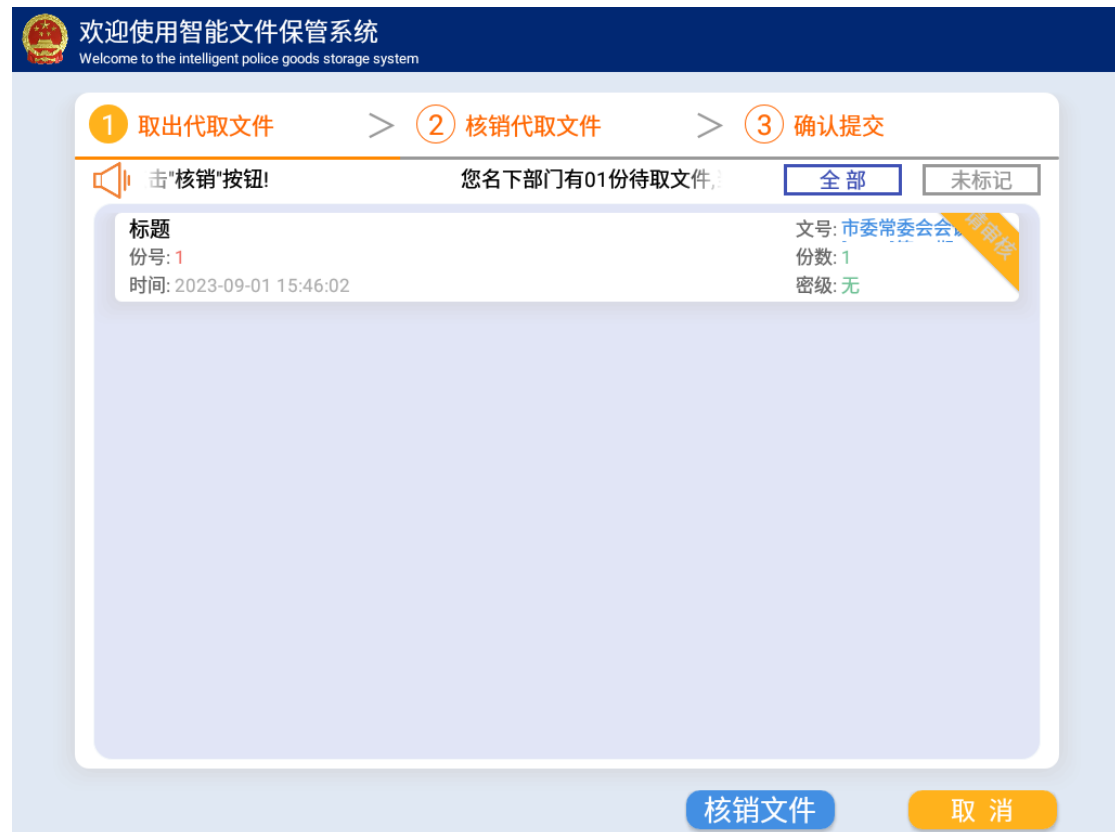 欢迎使用智能文件保管系统
Welcome to the intelligent police goods storage system
1 取出代取文件 > 2 核销代取文件 > 3 确认提交
击"核销"按钮! 您名下部门有01份待取文件, 全部 未标记
标题
文号: 市委常委会会
请审核
份号: 1
份数: 1
时间: 2023-09-01 15:46:02
密级: 无
核销文件 取消